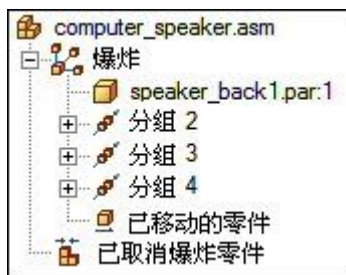 computer_speaker.asm
爆炸
speaker_back1.par:1
分组 2
分组 3
分组 4
已移动的零件
已取消爆炸零件